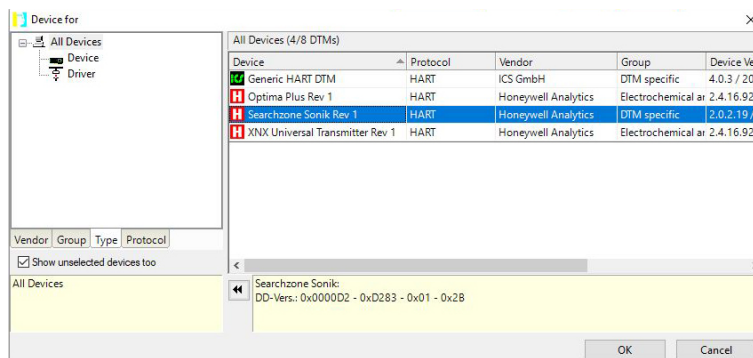 Device for
All Devices
Device
Driver
Vendor Group Type Protocol
Show unselected devices too
All Devices
All Devices (4/8 DTMs)
Device Protocol Vendor Group Device Ve
Generic HART DTM HART ICS GmbH DTM specific 4.0.3 / 20
Optima Plus Rev 1 HART Honeywell Analytics Electrochemical ar 2.4.16.92
Searchzone Sonik Rev 1 HART Honeywell Analytics DTM specific 2.0.2.19 /
XNX Universal Transmitter Rev 1 HART Honeywell Analytics Electrochemical ar 2.4.16.92
Searchzone Sonik:
DD-Vers.: 0x0000D2 - 0xD283 - 0x01 - 0x2B
OK Cancel